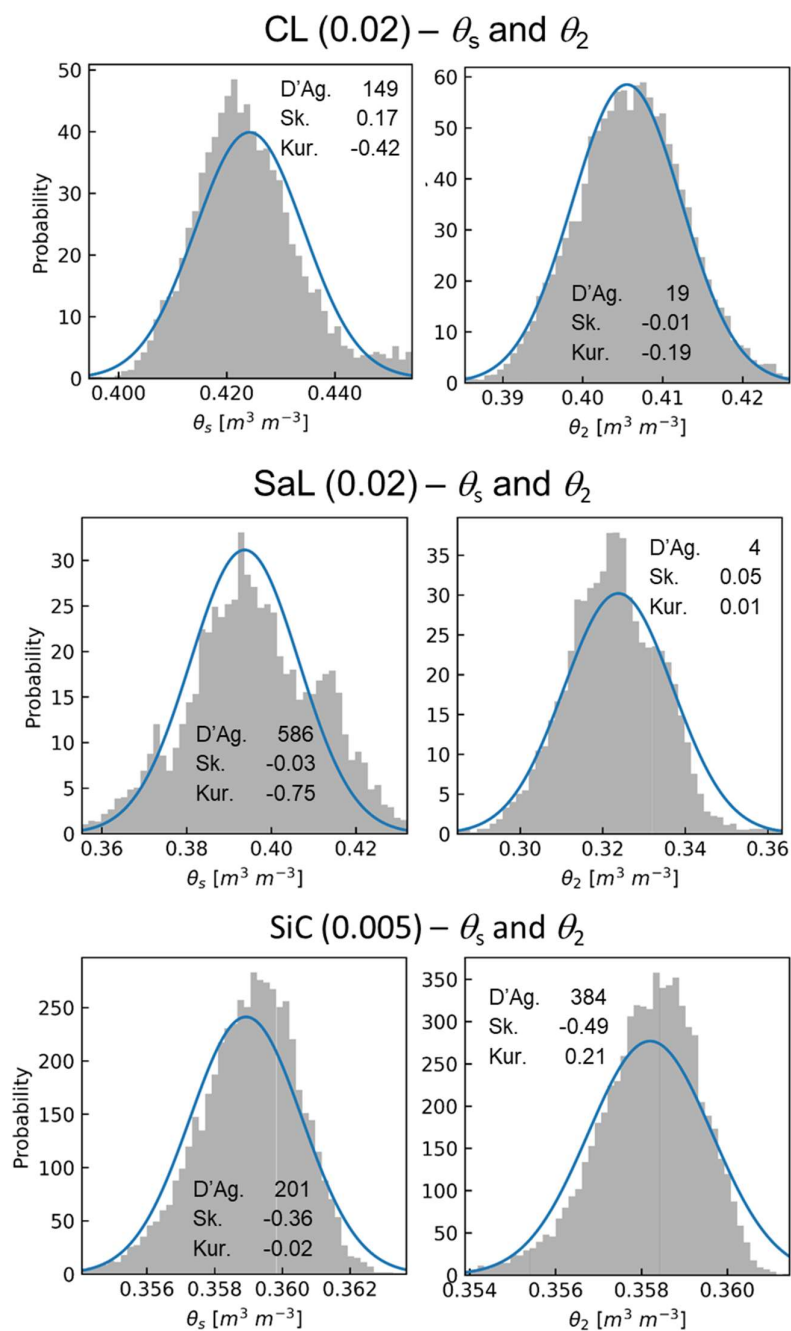 CL (0.02) – θs and θ2
50
40
30
20
10
0
Probability
D'Ag. 149
Sk. 0.17
Kur. -0.42
0.400 0.420 0.440
θs [m³ m⁻³]
60
50
40
30
20
10
0
D'Ag. 19
Sk. -0.01
Kur. -0.19
0.39 0.40 0.41 0.42
θ2 [m³ m⁻³]
SaL (0.02) – θs and θ2
30
25
20
15
10
5
0
Probability
D'Ag. 586
Sk. -0.03
Kur. -0.75
0.36 0.38 0.40 0.42
θs [m³ m⁻³]
35
30
25
20
15
10
5
0
D'Ag. 4
Sk. 0.05
Kur. 0.01
0.30 0.32 0.34 0.36
θ2 [m³ m⁻³]
SiC (0.005) – θs and θ2
250
200
150
100
50
0
Probability
D'Ag. 201
Sk. -0.36
Kur. -0.02
0.356 0.358 0.360 0.362
θs [m³ m⁻³]
350
300
250
200
150
100
50
0
D'Ag. 384
Sk. -0.49
Kur. 0.21
0.354 0.356 0.358 0.360
θ2 [m³ m⁻³]